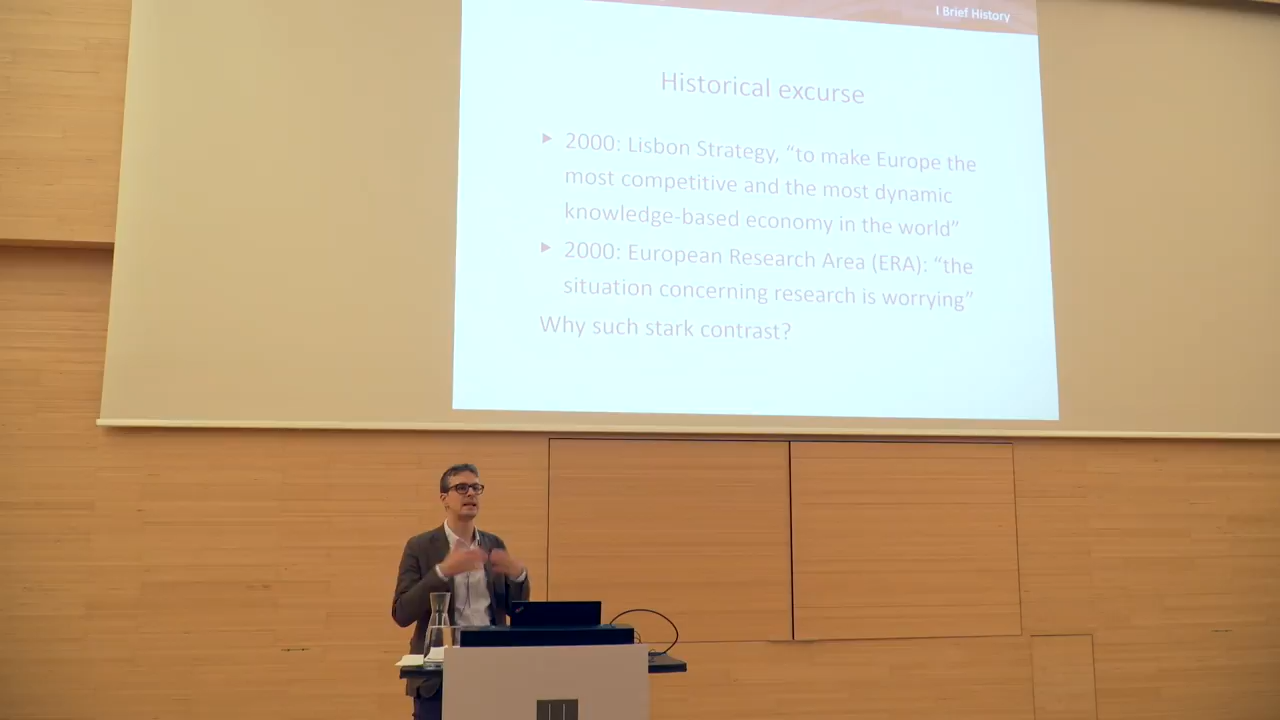 I Brief History
Historical excurse
2000: Lisbon Strategy, “to make Europe the
most competitive and the most dynamic
knowledge-based economy in the world”
2000: European Research Area (ERA): “the
situation concerning research is worrying”
Why such stark contrast?